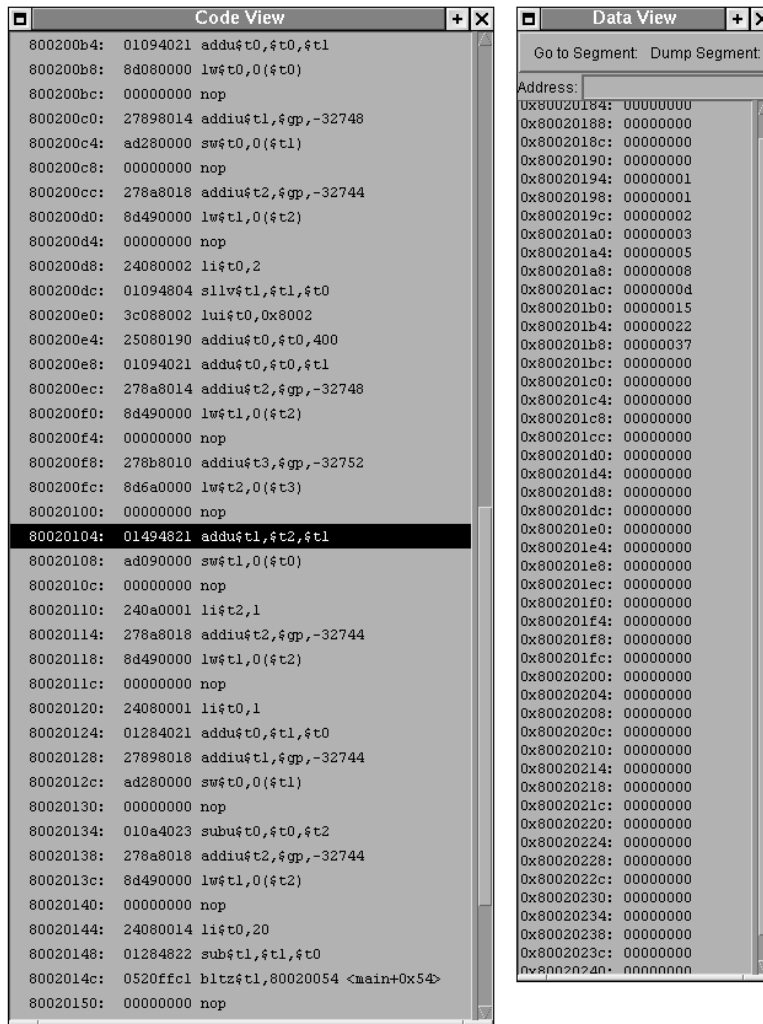 Code View
800200b4: 01094021 addu$t0,$t0,$t1
800200b8: 8d080000 lw$t0,0($t0)
800200bc: 00000000 nop
800200c0: 27898014 addiu$t1,$gp,-32748
800200c4: ad280000 sw$t0,0($t1)
800200c8: 00000000 nop
800200cc: 278a8018 addiu$t2,$gp,-32744
800200d0: 8d490000 lw$t1,0($t2)
800200d4: 00000000 nop
800200d8: 24080002 li$t0,2
800200dc: 01094804 sllv$t1,$t1,$t0
800200e0: 3c088002 lui$t0,0x8002
800200e4: 25080190 addiu$t0,$t0,400
800200e8: 01094021 addu$t0,$t0,$t1
800200ec: 278a8014 addiu$t2,$gp,-32748
800200f0: 8d490000 lw$t1,0($t2)
800200f4: 00000000 nop
800200f8: 278b8010 addiu$t3,$gp,-32752
800200fc: 8d6a0000 lw$t2,0($t3)
80020100: 00000000 nop
80020104: 01494821 addu$t1,$t2,$t1
80020108: ad090000 sw$t1,0($t0)
8002010c: 00000000 nop
80020110: 240a0001 li$t2,1
80020114: 278a8018 addiu$t2,$gp,-32744
80020118: 8d490000 lw$t1,0($t2)
8002011c: 00000000 nop
80020120: 24080001 li$t0,1
80020124: 01284021 addu$t0,$t1,$t0
80020128: 27898018 addiu$t1,$gp,-32744
8002012c: ad280000 sw$t0,0($t1)
80020130: 00000000 nop
80020134: 010a4023 subu$t0,$t0,$t2
80020138: 278a8018 addiu$t2,$gp,-32744
8002013c: 8d490000 lw$t1,0($t2)
80020140: 00000000 nop
80020144: 24080014 li$t0,20
80020148: 01284822 sub$t1,$t1,$t0
8002014c: 0520ffc1 bltz$t1,80020054 <main+0x54>
80020150: 00000000 nop
Data View
Go to Segment: Dump Segment:
Address:
0x80020184: 00000000
0x80020188: 00000000
0x8002018c: 00000000
0x80020190: 00000000
0x80020194: 00000001
0x80020198: 00000001
0x8002019c: 00000002
0x800201a0: 00000003
0x800201a4: 00000005
0x800201a8: 00000008
0x800201ac: 0000000d
0x800201b0: 00000015
0x800201b4: 00000022
0x800201b8: 00000037
0x800201bc: 00000000
0x800201c0: 00000000
0x800201c4: 00000000
0x800201c8: 00000000
0x800201cc: 00000000
0x800201d0: 00000000
0x800201d4: 00000000
0x800201d8: 00000000
0x800201dc: 00000000
0x800201e0: 00000000
0x800201e4: 00000000
0x800201e8: 00000000
0x800201ec: 00000000
0x800201f0: 00000000
0x800201f4: 00000000
0x800201f8: 00000000
0x800201fc: 00000000
0x80020200: 00000000
0x80020204: 00000000
0x80020208: 00000000
0x8002020c: 00000000
0x80020210: 00000000
0x80020214: 00000000
0x80020218: 00000000
0x8002021c: 00000000
0x80020220: 00000000
0x80020224: 00000000
0x80020228: 00000000
0x8002022c: 00000000
0x80020230: 00000000
0x80020234: 00000000
0x80020238: 00000000
0x8002023c: 00000000
0x80020240: 00000000